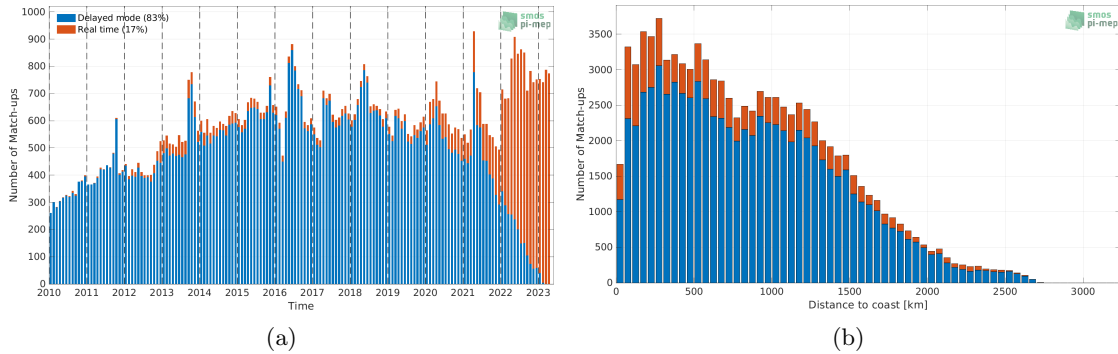 1000
900
800
700
600
500
400
300
200
100
0
Number of Match-ups
Delayed mode (83%)
Real time (17%)
smos
pi-mep
2010 2011 2012 2013 2014 2015 2016 2017 2018 2019 2020 2021 2022 2023
Time
(a)
3500
3000
2500
2000
1500
1000
500
0
Number of Match-ups
smos
pi-mep
0 500 1000 1500 2000 2500 3000
Distance to coast [km]
(b)